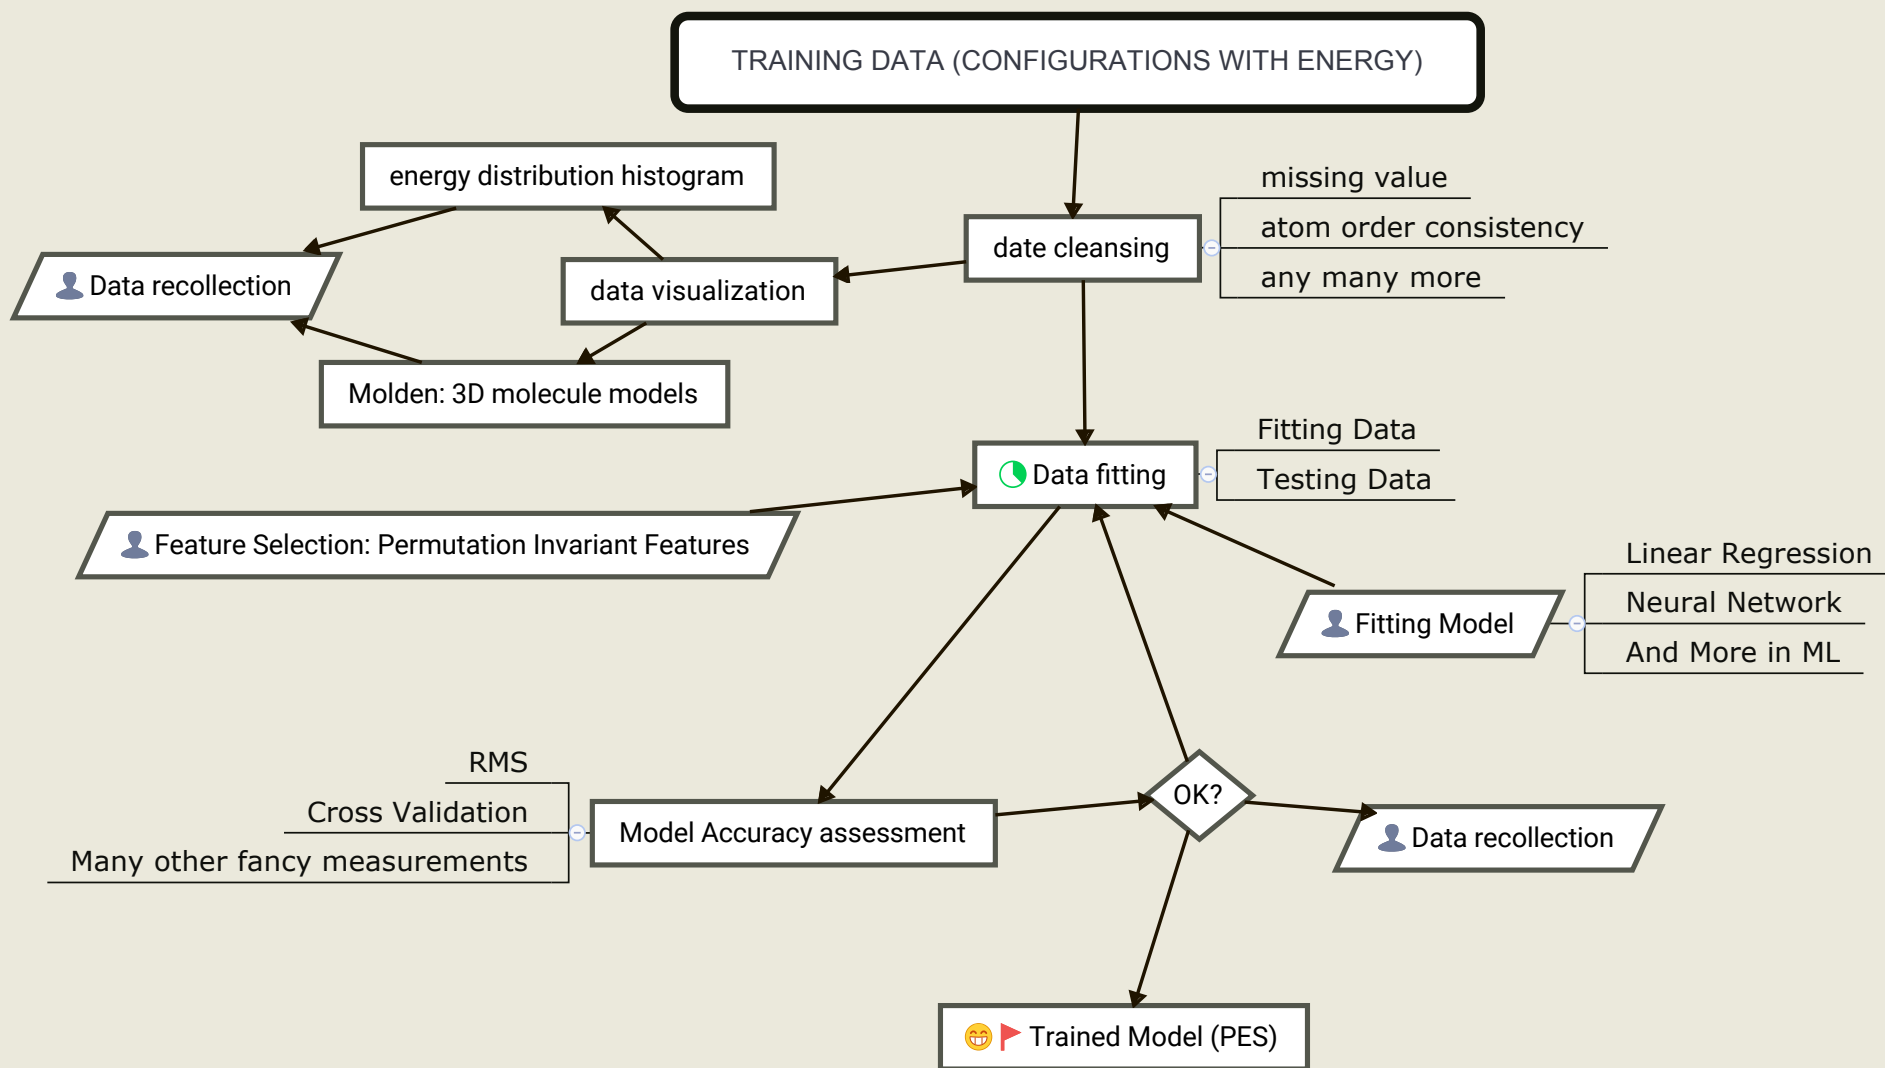 TRAINING DATA (CONFIGURATIONS WITH ENERGY)
energy distribution histogram
missing value
date cleansing
atom order consistency
any many more
Data recollection
data visualization
Molden: 3D molecule models
Data fitting
Fitting Data
Testing Data
Feature Selection: Permutation Invariant Features
Fitting Model
Linear Regression
Neural Network
And More in ML
RMS
Cross Validation
Many other fancy measurements
Model Accuracy assessment
OK?
Data recollection
Trained Model (PES)